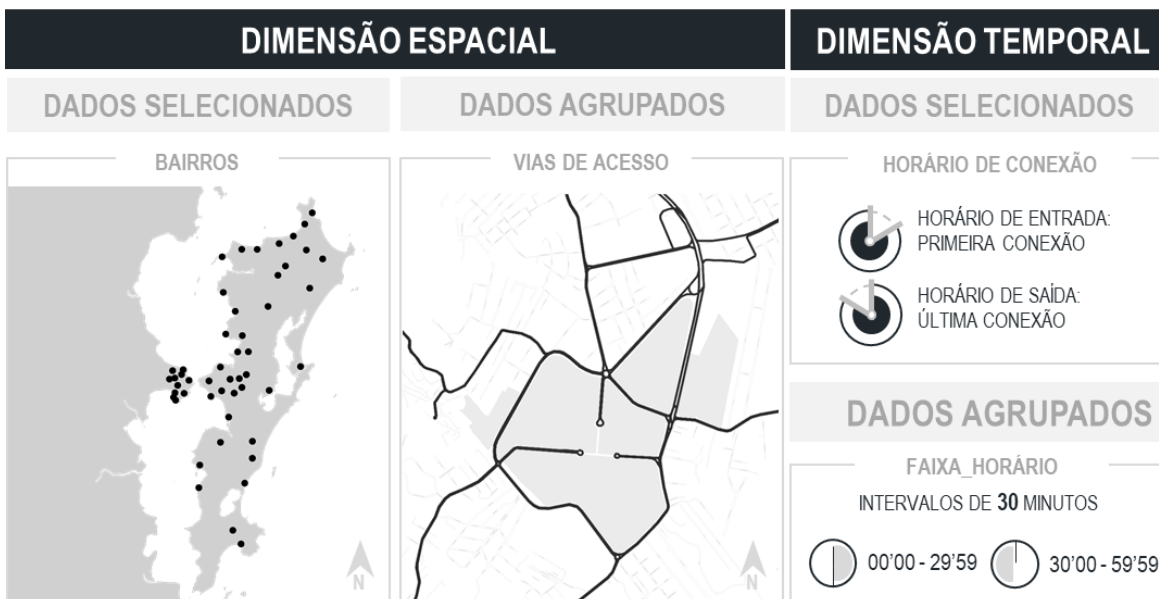 DIMENSÃO ESPACIAL
DADOS SELECIONADOS
BAIRROS
N
DADOS AGRUPADOS
VIAS DE ACESSO
N
DIMENSÃO TEMPORAL
DADOS SELECIONADOS
HORÁRIO DE CONEXÃO
HORÁRIO DE ENTRADA:
PRIMEIRA CONEXÃO
HORÁRIO DE SAÍDA:
ÚLTIMA CONEXÃO
DADOS AGRUPADOS
FAIXA_HORÁRIO
INTERVALOS DE 30 MINUTOS
00'00 - 29'59
30'00 - 59'59